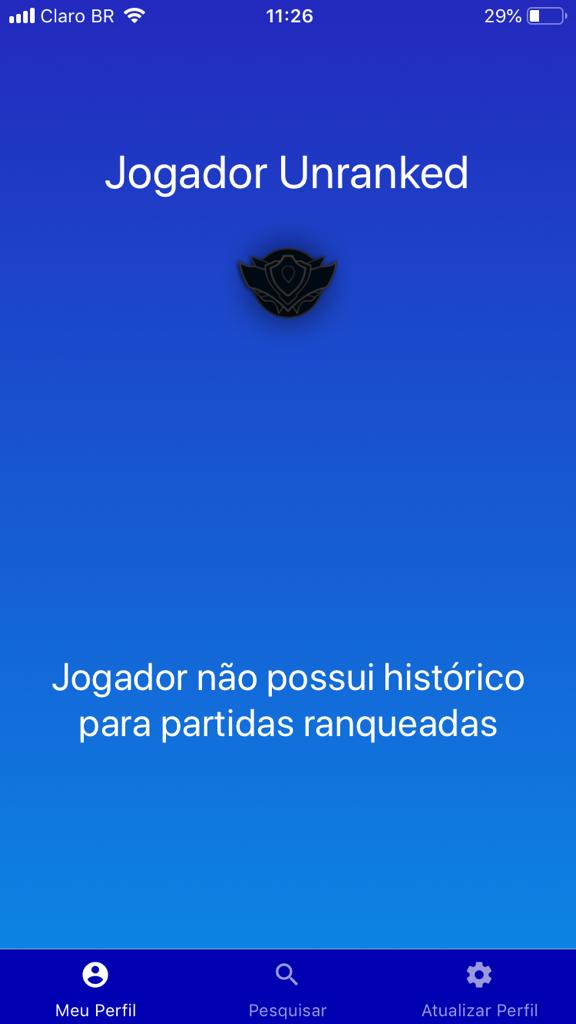 Claro BR 11:26 29%
Jogador Unranked
Jogador não possui histórico
para partidas ranqueadas
Meu Perfil Pesquisar Atualizar Perfil